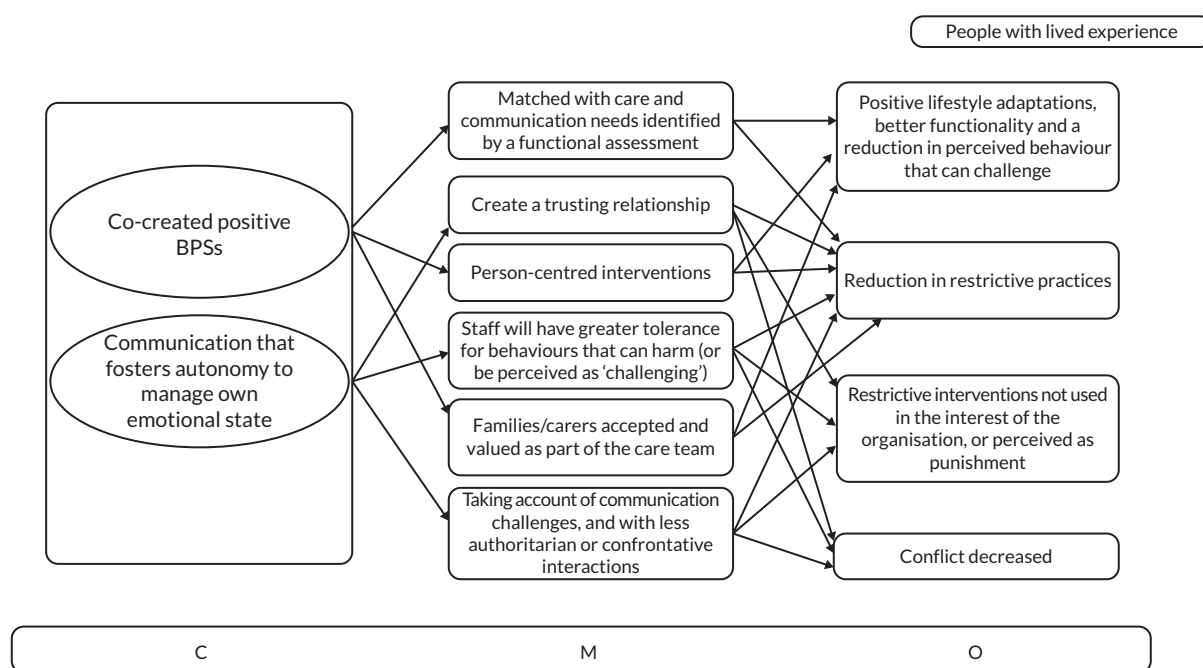 People with lived experience
Co-created positive
BPSs
Communication that
fosters autonomy to
manage own
emotional state
Matched with care and
communication needs identified
by a functional assessment
Create a trusting relationship
Person-centred interventions
Staff will have greater tolerance
for behaviours that can harm (or
be perceived as ‘challenging’)
Families/carers accepted and
valued as part of the care team
Taking account of communication
challenges, and with less
authoritarian or confrontative
interactions
Positive lifestyle adaptations,
better functionality and a
reduction in perceived behaviour
that can challenge
Reduction in restrictive practices
Restrictive interventions not used
in the interest of the
organisation, or perceived as
punishment
Conflict decreased
C
M
O